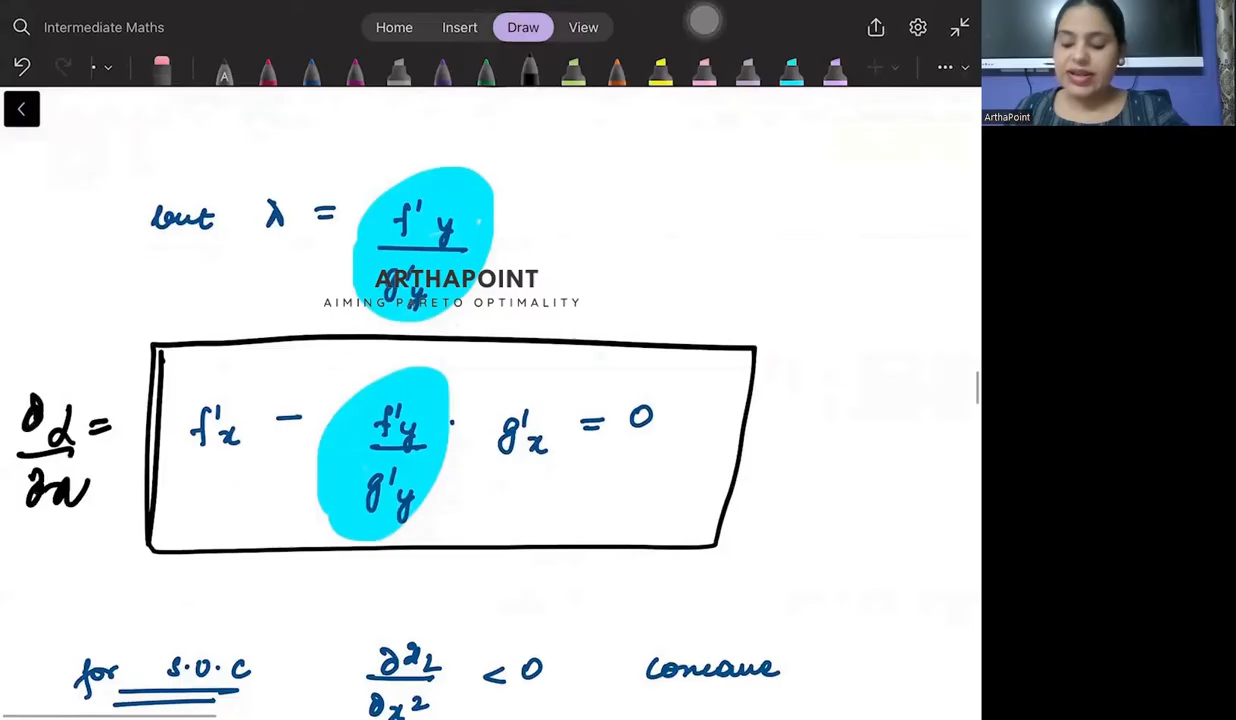 Intermediate Maths
Home Insert Draw View
A
ArthaPoint
but λ = f'y / g'y
ARTHAPOINT
AIMING PARETO OPTIMALITY
∂L/∂x = f'x − f'y/g'y · g'x = 0
for S.O.C ∂²L/∂x² < 0 concave